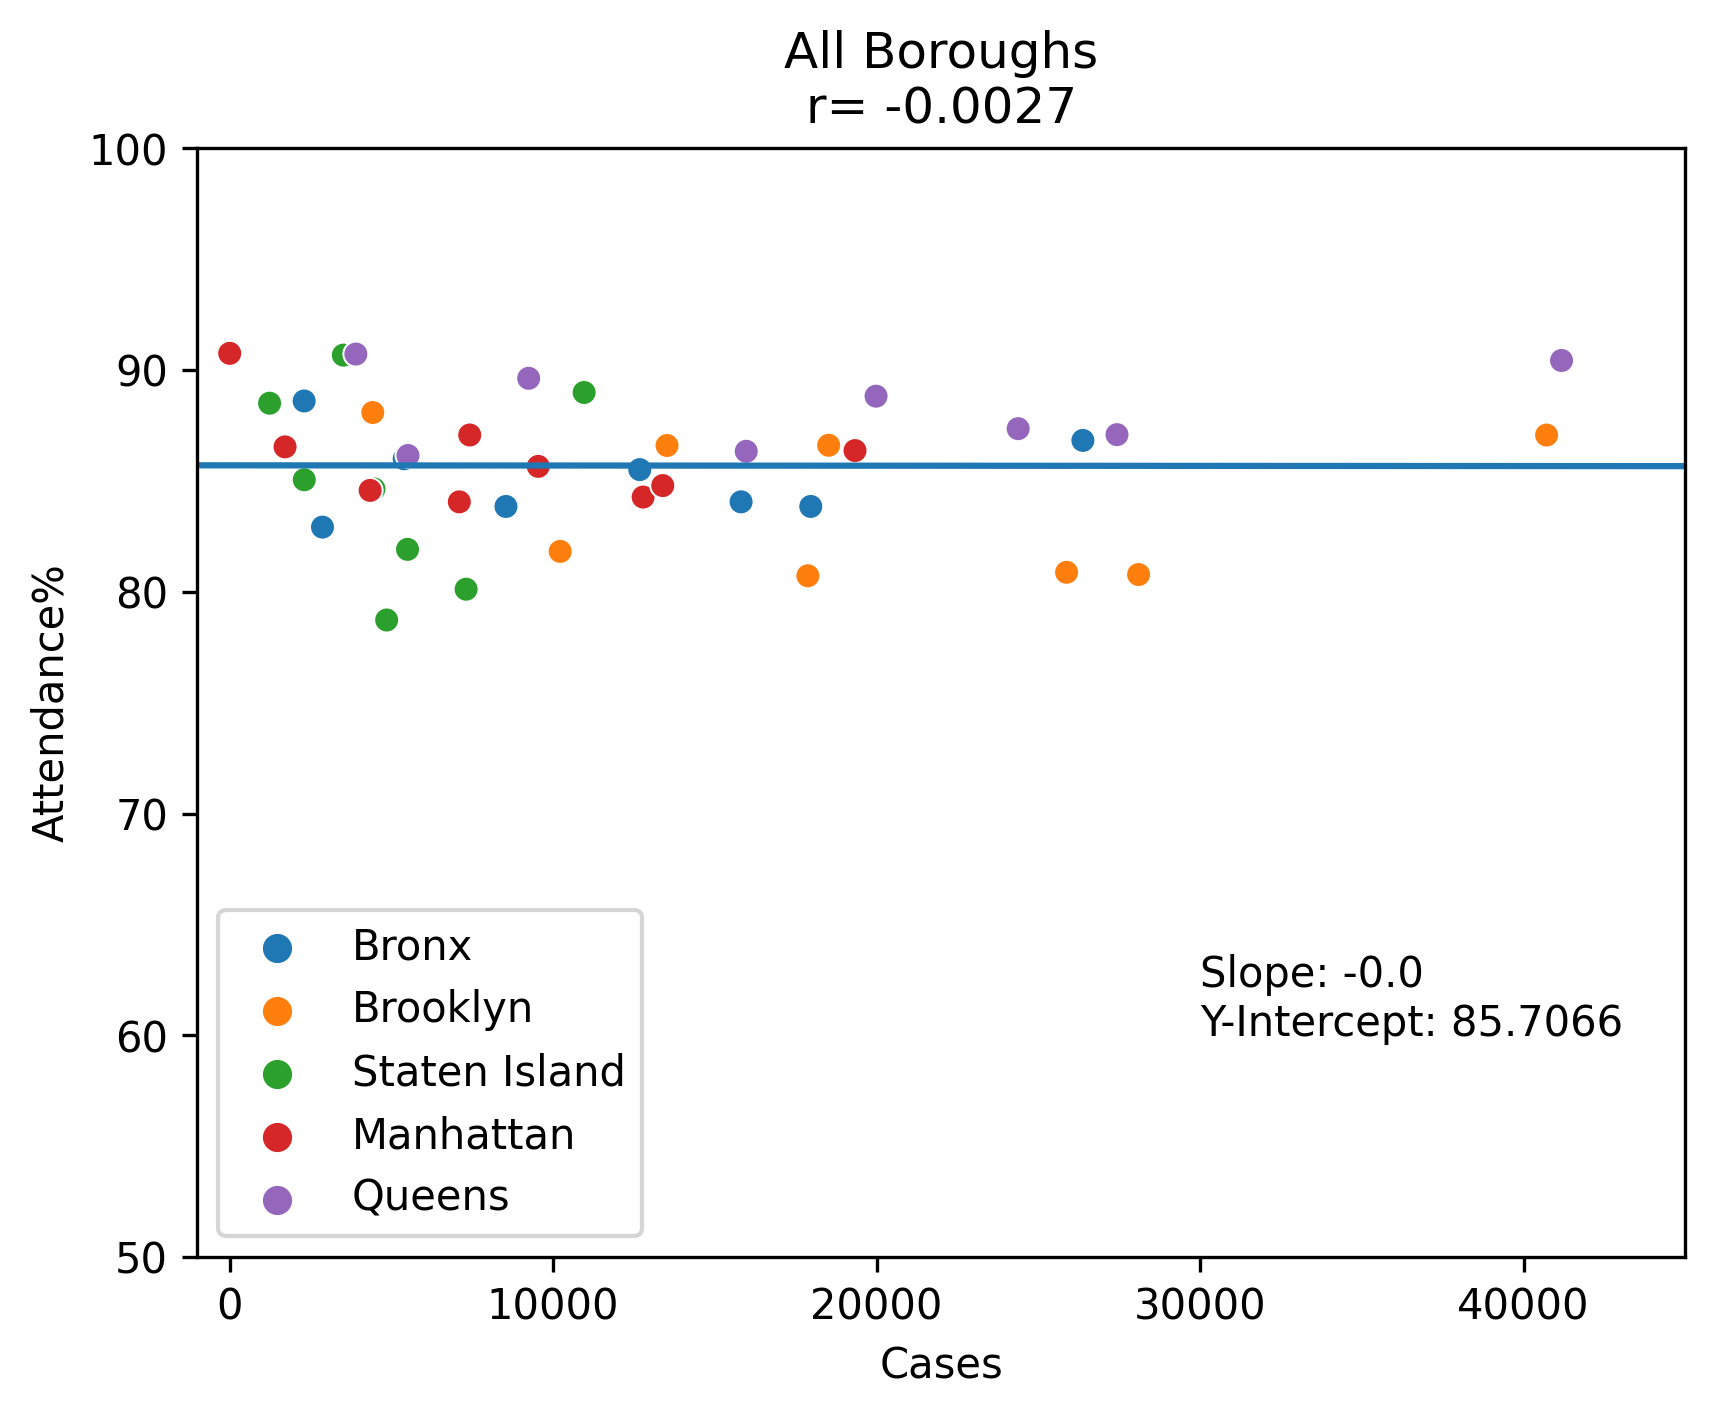 All Boroughs
r= -0.0027
100
90
80
70
60
50
Attendance%
Bronx
Brooklyn
Staten Island
Manhattan
Queens
Slope: -0.0
Y-Intercept: 85.7066
0
10000
20000
30000
40000
Cases